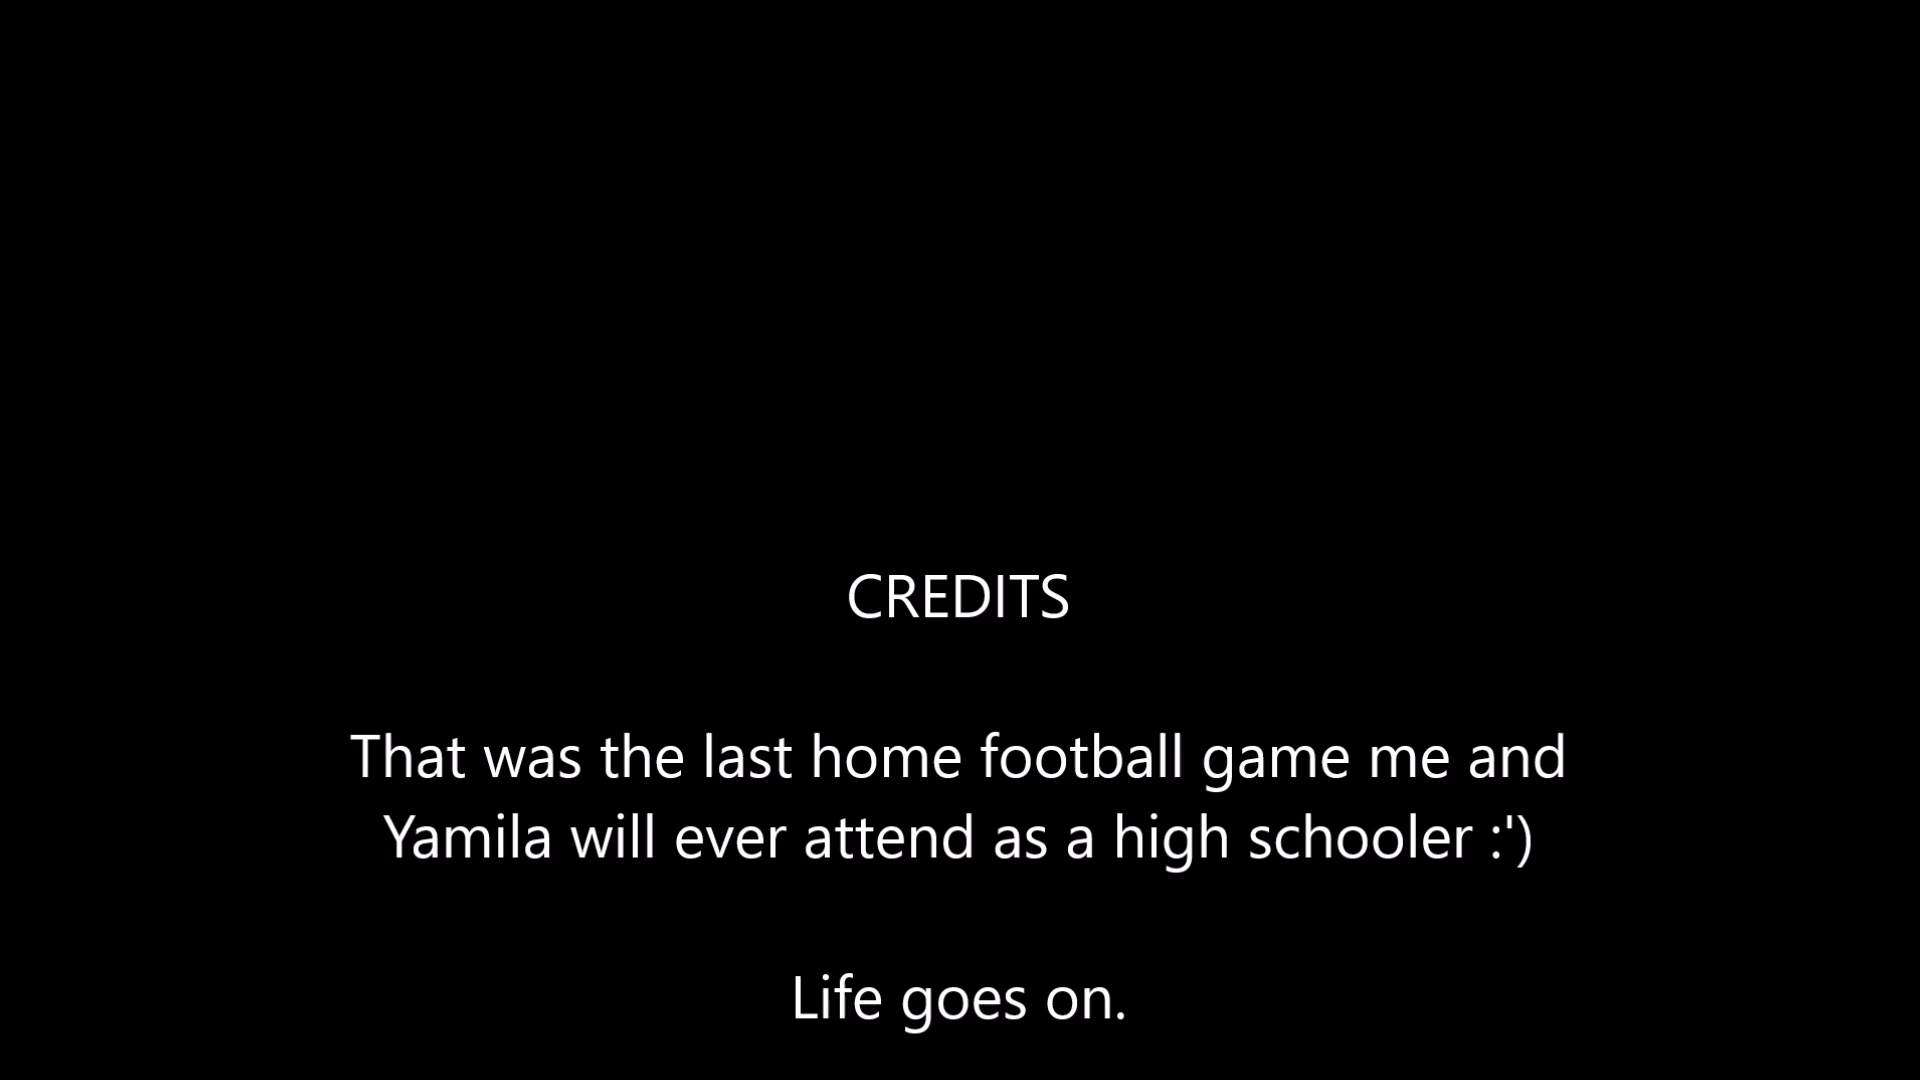 CREDITS
That was the last home football game me and
Yamila will ever attend as a high schooler :')
Life goes on.